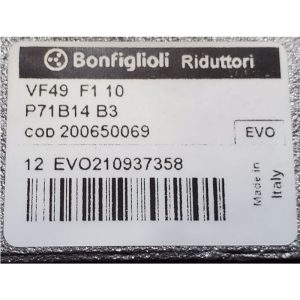 Bonfiglioli Riduttori
VF49 F1 10
P71B14 B3
COD 200650069
EVO
12 EVO210937358
Made in
Italy